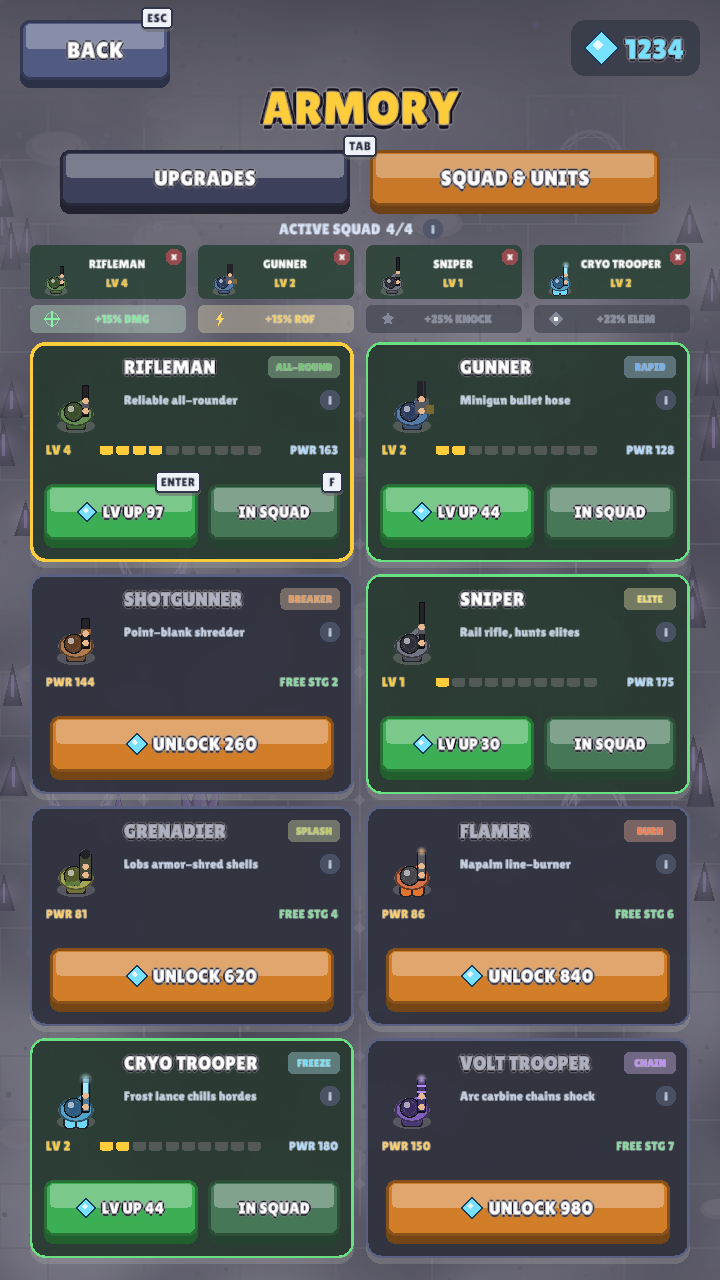 ESC
BACK
1234
ARMORY
TAB
UPGRADES
SQUAD & UNITS
ACTIVE SQUAD 4/4 I
RIFLEMAN
LV 4
GUNNER
LV 2
SNIPER
LV 1
CRYO TROOPER
LV 2
+15% DMG
+15% ROF
+25% KNOCK
+22% ELEM
RIFLEMAN
ALL-ROUND
Reliable all-rounder
I
LV 4
PWR 163
ENTER
F
LV UP 97
IN SQUAD
GUNNER
RAPID
Minigun bullet hose
I
LV 2
PWR 128
LV UP 44
IN SQUAD
SHOTGUNNER
BREAKER
Point-blank shredder
I
PWR 144
FREE STG 2
UNLOCK 260
SNIPER
ELITE
Rail rifle, hunts elites
I
LV 1
PWR 175
LV UP 30
IN SQUAD
GRENADIER
SPLASH
Lobs armor-shred shells
I
PWR 81
FREE STG 4
UNLOCK 620
FLAMER
BURN
Napalm line-burner
I
PWR 86
FREE STG 6
UNLOCK 840
CRYO TROOPER
FREEZE
Frost lance chills hordes
I
LV 2
PWR 180
LV UP 44
IN SQUAD
VOLT TROOPER
CHAIN
Arc carbine chains shock
I
PWR 150
FREE STG 7
UNLOCK 980